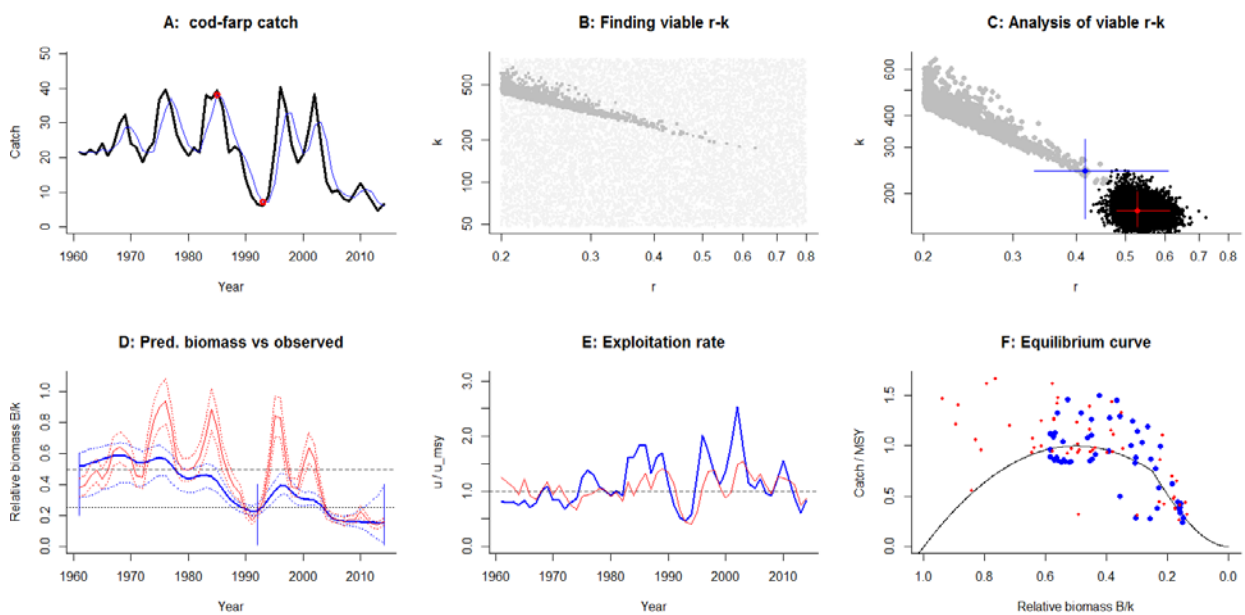 A: cod-farp catch
Catch
50
40
30
20
10
0
1960 1970 1980 1990 2000 2010
Year
B: Finding viable r-k
k
500
200
100
50
0.2 0.3 0.4 0.5 0.6 0.7 0.8
r
C: Analysis of viable r-k
k
600
400
300
200
0.2 0.3 0.4 0.5 0.6 0.7 0.8
r
D: Pred. biomass vs observed
Relative biomass B/k
1.0
0.8
0.6
0.4
0.2
0.0
1960 1970 1980 1990 2000 2010
Year
E: Exploitation rate
u / u_msy
3.0
2.0
1.0
0.0
1960 1970 1980 1990 2000 2010
Year
F: Equilibrium curve
Catch / MSY
1.5
1.0
0.5
0.0
1.0 0.8 0.6 0.4 0.2 0.0
Relative biomass B/k